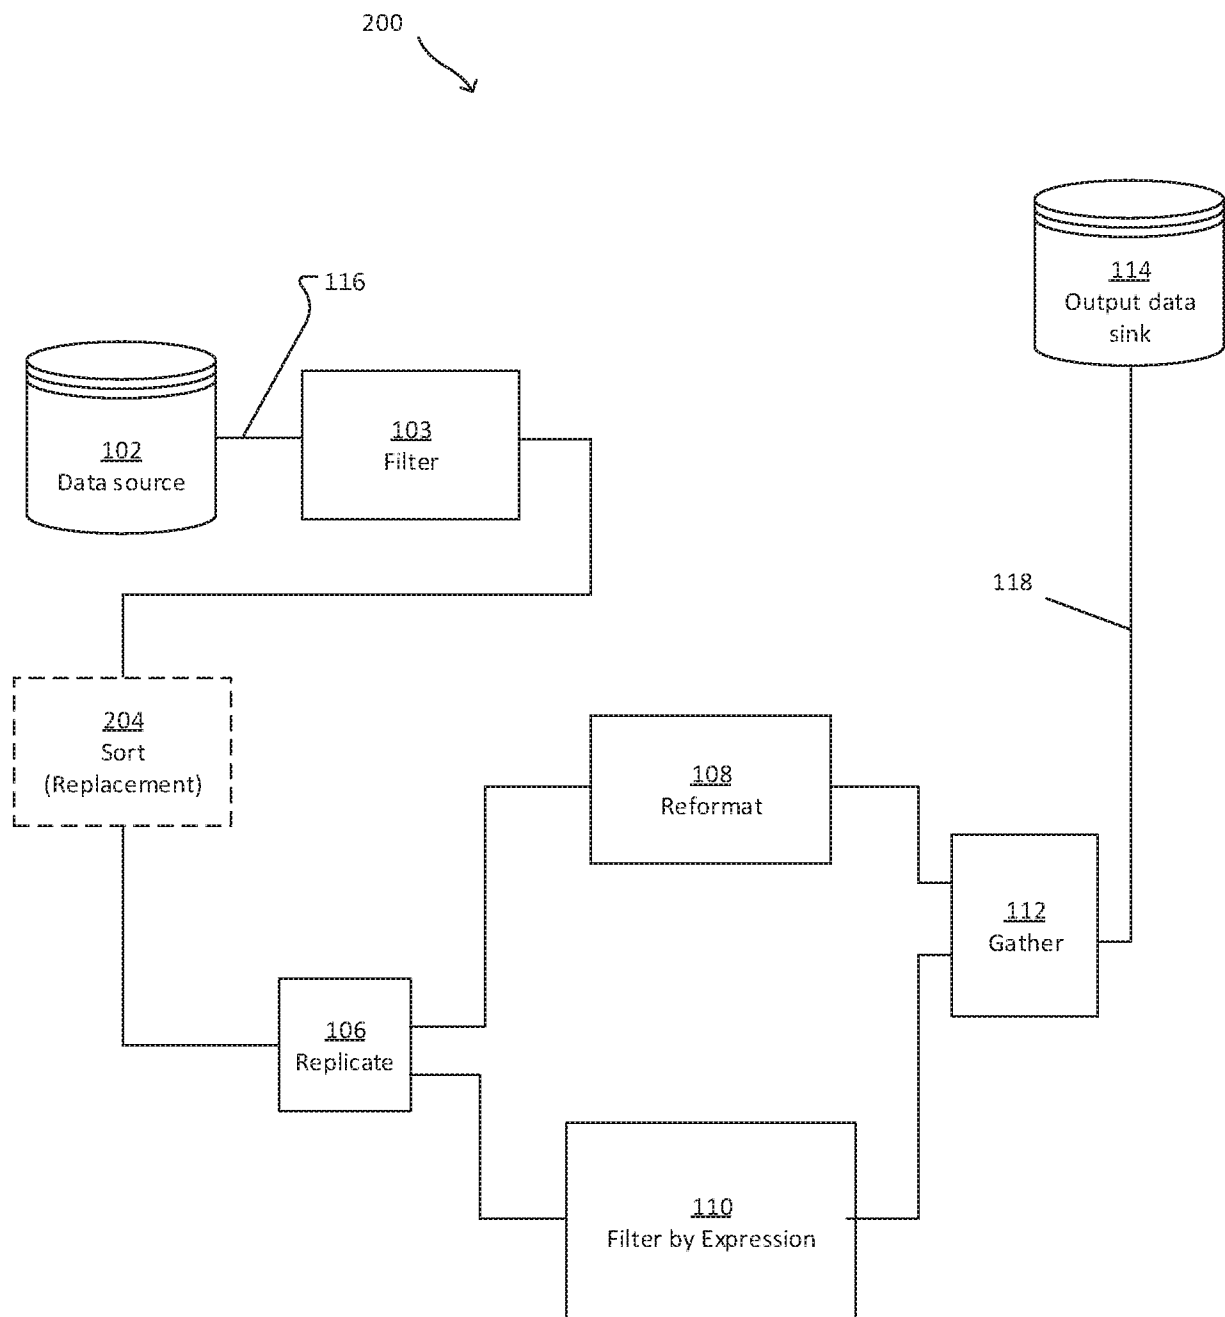 200
114
Output data
sink
116
102
Data source
103
Filter
118
204
Sort
(Replacement)
108
Reformat
112
Gather
106
Replicate
110
Filter by Expression